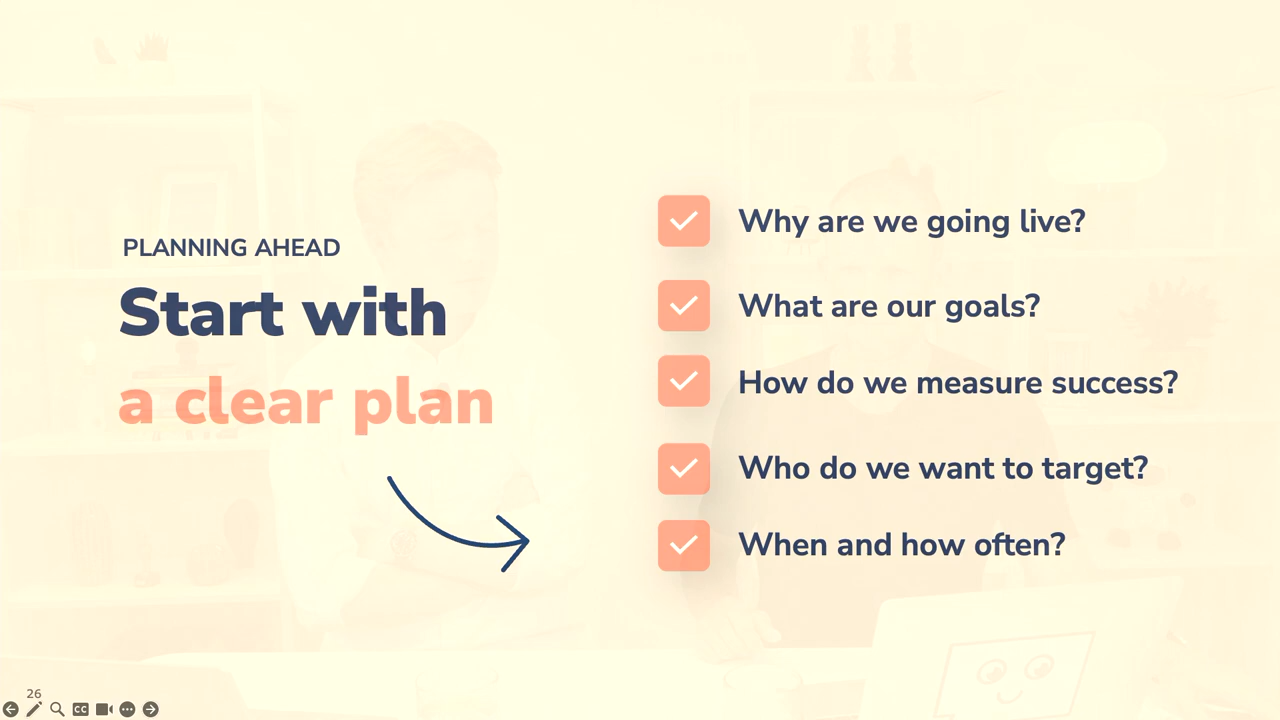 PLANNING AHEAD
Start with
a clear plan
Why are we going live?
What are our goals?
How do we measure success?
Who do we want to target?
When and how often?
26
CC